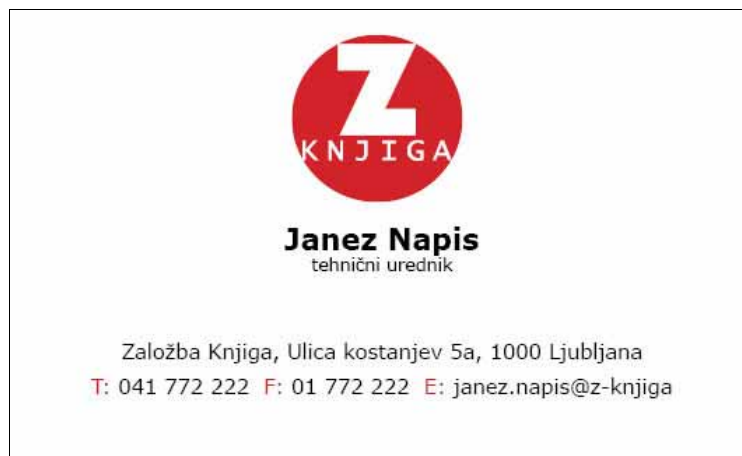 Z
KNJIGA
Janez Napis
tehnični urednik
Založba Knjiga, Ulica kostanjev 5a, 1000 Ljubljana
T: 041 772 222 F: 01 772 222 E: janez.napis@z-knjiga